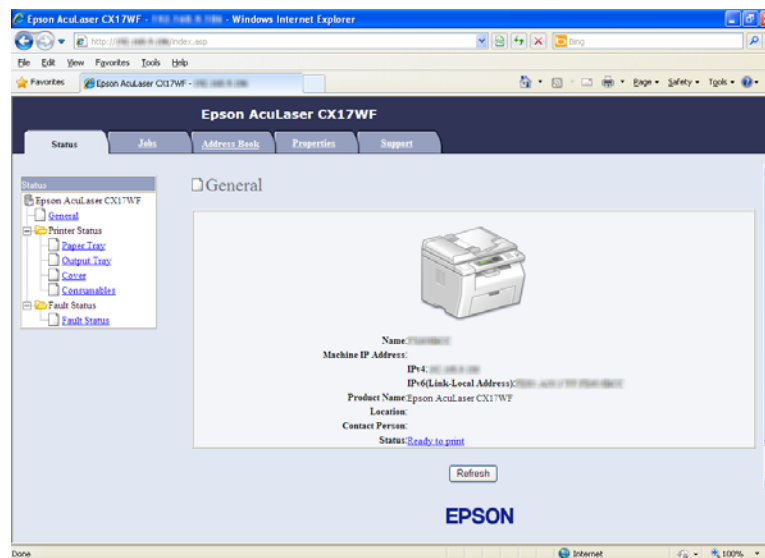 Epson AcuLaser CX17WF - - Windows Internet Explorer
http:// /index.asp
Bing
File Edit View Favorites Tools Help
Favorites Epson AcuLaser CX17WF -
Page Safety Tools
Epson AcuLaser CX17WF
Status Jobs Address Book Properties Support
Status
General
Epson AcuLaser CX17WF
General
Printer Status
Paper Tray
Output Tray
Cover
Consumables
Fault Status
Fault Status
Name:
Machine IP Address:
IPv4:
IPv6(Link-Local Address):
Product Name:Epson AcuLaser CX17WF
Location:
Contact Person:
Status:Ready to print
Refresh
EPSON
Done Internet 100%